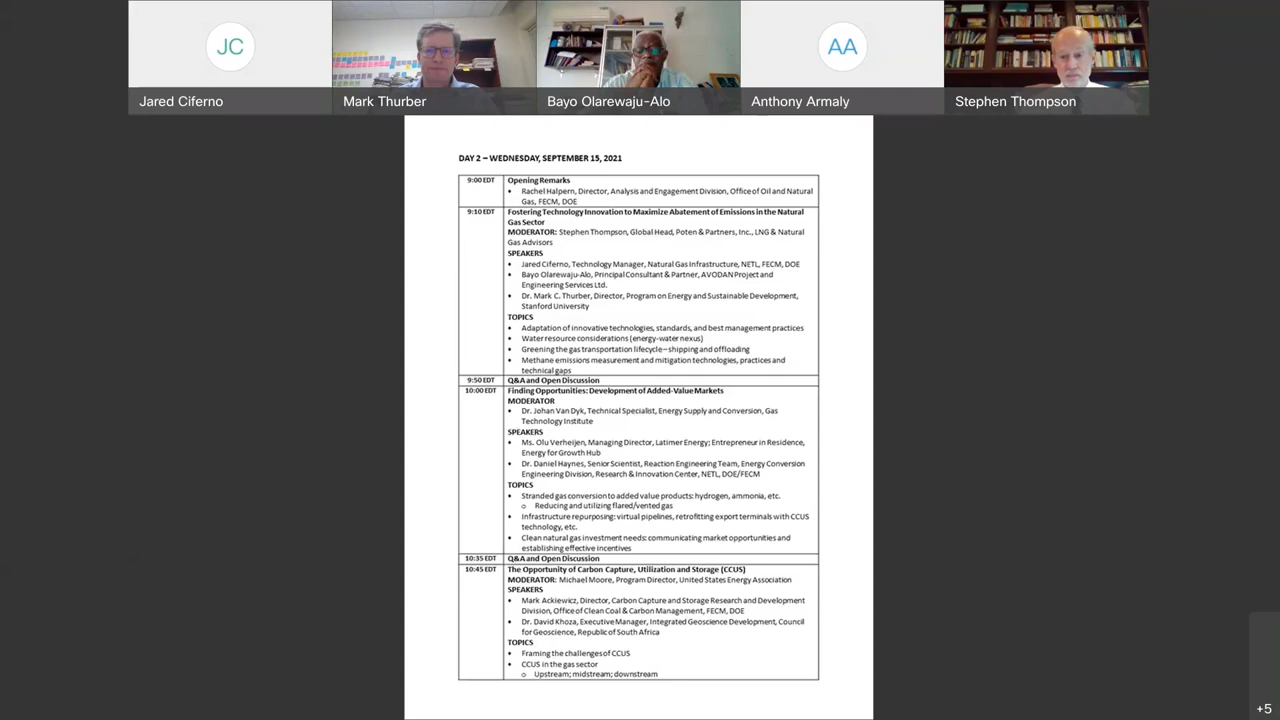 JC
AA
Jared Ciferno
Mark Thurber
Bayo Olarewaju-Alo
Anthony Armaly
Stephen Thompson
DAY 2 – WEDNESDAY, SEPTEMBER 15, 2021
9:00 EDT
Opening Remarks
• Rachel Halpern, Director, Analysis and Engagement Division, Office of Oil and Natural
Gas, FECM, DOE
9:10 EDT
Fostering Technology Innovation to Maximize Abatement of Emissions in the Natural
Gas Sector
MODERATOR: Stephen Thompson, Global Head, Poten & Partners, Inc., LNG & Natural
Gas Advisors
SPEAKERS
• Jared Ciferno, Technology Manager, Natural Gas Infrastructure, NETL, FECM, DOE
• Bayo Olarewaju-Alo, Principal Consultant & Partner, AVODAN Project and
Engineering Services Ltd.
• Dr. Mark C. Thurber, Director, Program on Energy and Sustainable Development,
Stanford University
TOPICS
• Adaptation of innovative technologies, standards, and best management practices
• Water resource considerations (energy-water nexus)
• Greening the gas transportation lifecycle – shipping and offloading
• Methane emissions measurement and mitigation technologies, practices and
technical gaps
9:50 EDT
Q&A and Open Discussion
10:00 EDT
Finding Opportunities: Development of Added-Value Markets
MODERATOR
• Dr. Johan Van Dyk, Technical Specialist, Energy Supply and Conversion, Gas
Technology Institute
SPEAKERS
• Ms. Olu Verheijen, Managing Director, Latimer Energy; Entrepreneur in Residence,
Energy for Growth Hub
• Dr. Daniel Haynes, Senior Scientist, Reaction Engineering Team, Energy Conversion
Engineering Division, Research & Innovation Center, NETL, DOE/FECM
TOPICS
• Stranded gas conversion to added value products: hydrogen, ammonia, etc.
o Reducing and utilizing flared/vented gas
• Infrastructure repurposing: virtual pipelines, retrofitting export terminals with CCUS
technology, etc.
• Clean natural gas investment needs: communicating market opportunities and
establishing effective incentives
10:35 EDT
Q&A and Open Discussion
10:45 EDT
The Opportunity of Carbon Capture, Utilization and Storage (CCUS)
MODERATOR: Michael Moore, Program Director, United States Energy Association
SPEAKERS
• Mark Ackiewicz, Director, Carbon Capture and Storage Research and Development
Division, Office of Clean Coal & Carbon Management, FECM, DOE
• Dr. David Khoza, Executive Manager, Integrated Geoscience Development, Council
for Geoscience, Republic of South Africa
TOPICS
• Framing the challenges of CCUS
• CCUS in the gas sector
o Upstream; midstream; downstream
+5